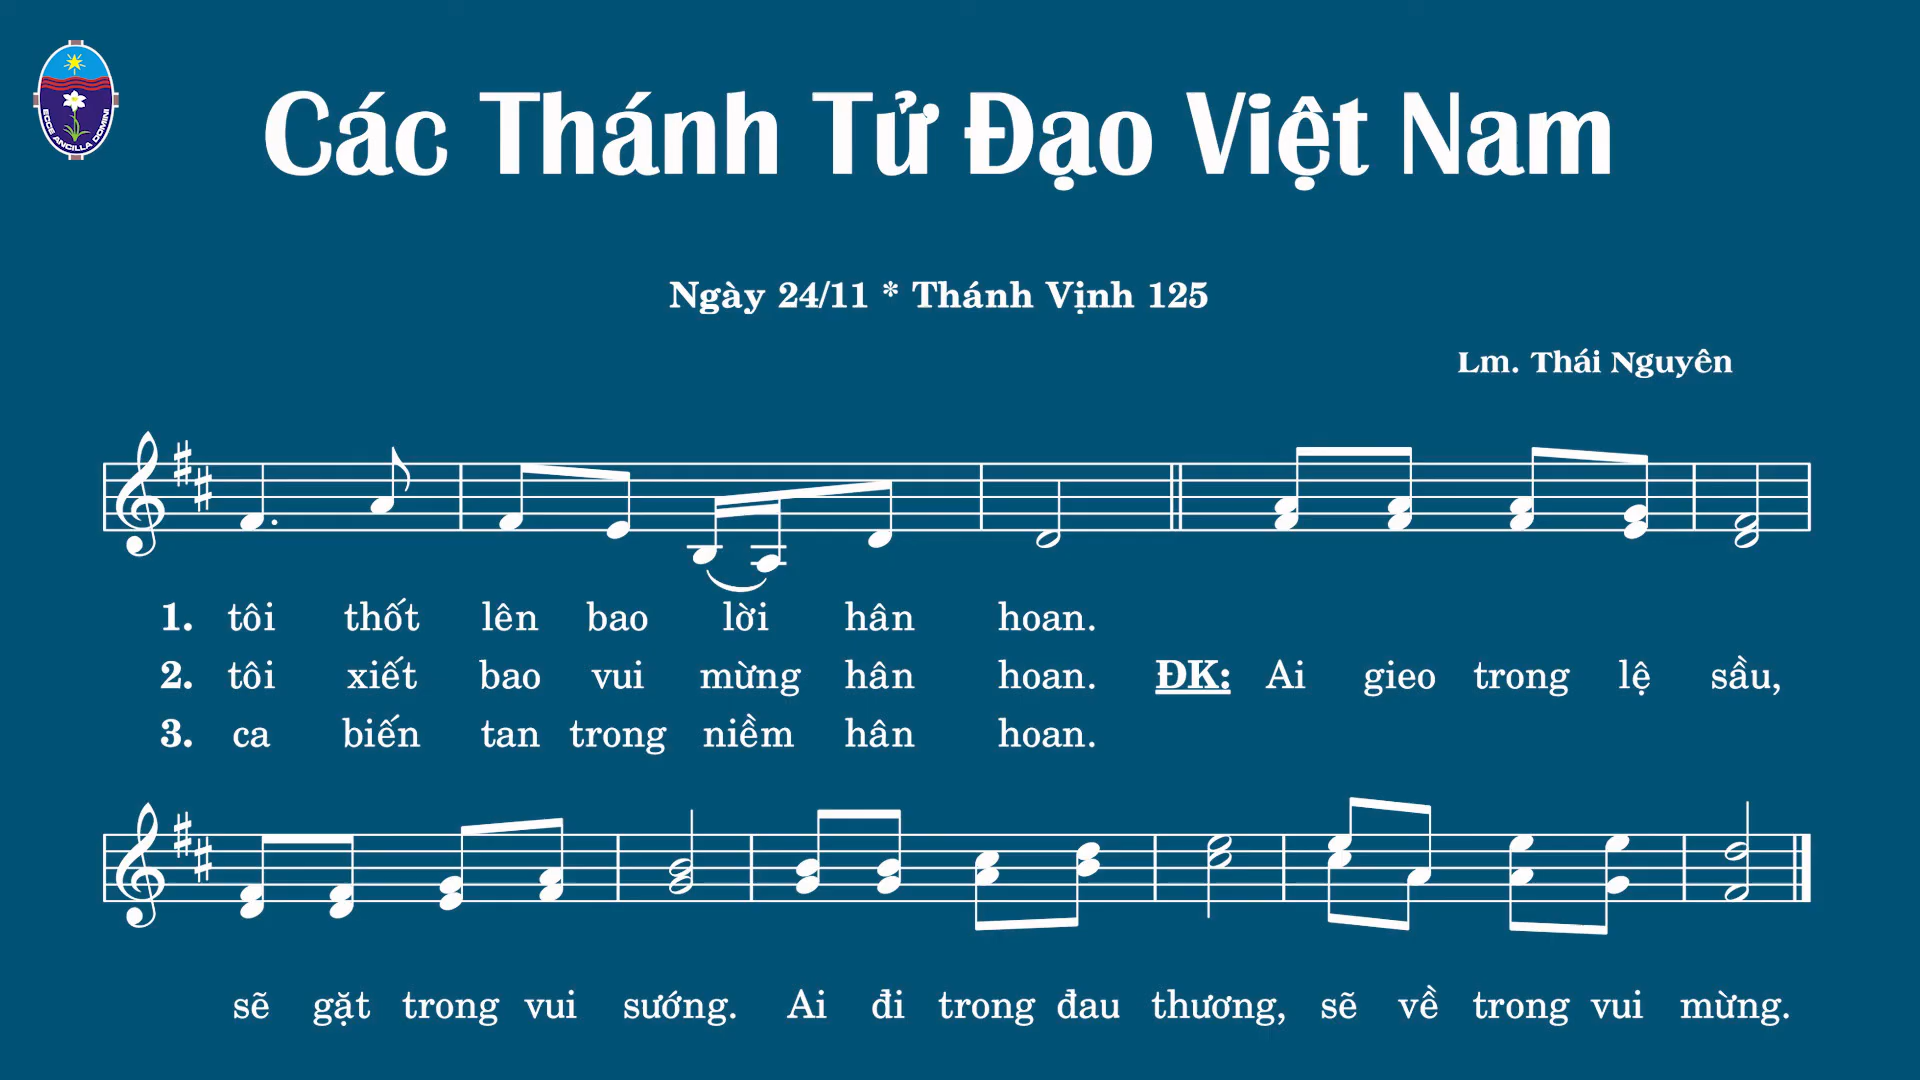 ECCE ANCILLA DOMINI
Các Thánh Tử Đạo Việt Nam
Ngày 24/11 * Thánh Vịnh 125
Lm. Thái Nguyên
1. tôi thốt lên bao lời hân hoan.
2. tôi xiết bao vui mừng hân hoan. ĐK: Ai gieo trong lệ sầu,
3. ca biến tan trong niềm hân hoan.
sẽ gặt trong vui sướng. Ai đi trong đau thương, sẽ về trong vui mừng.